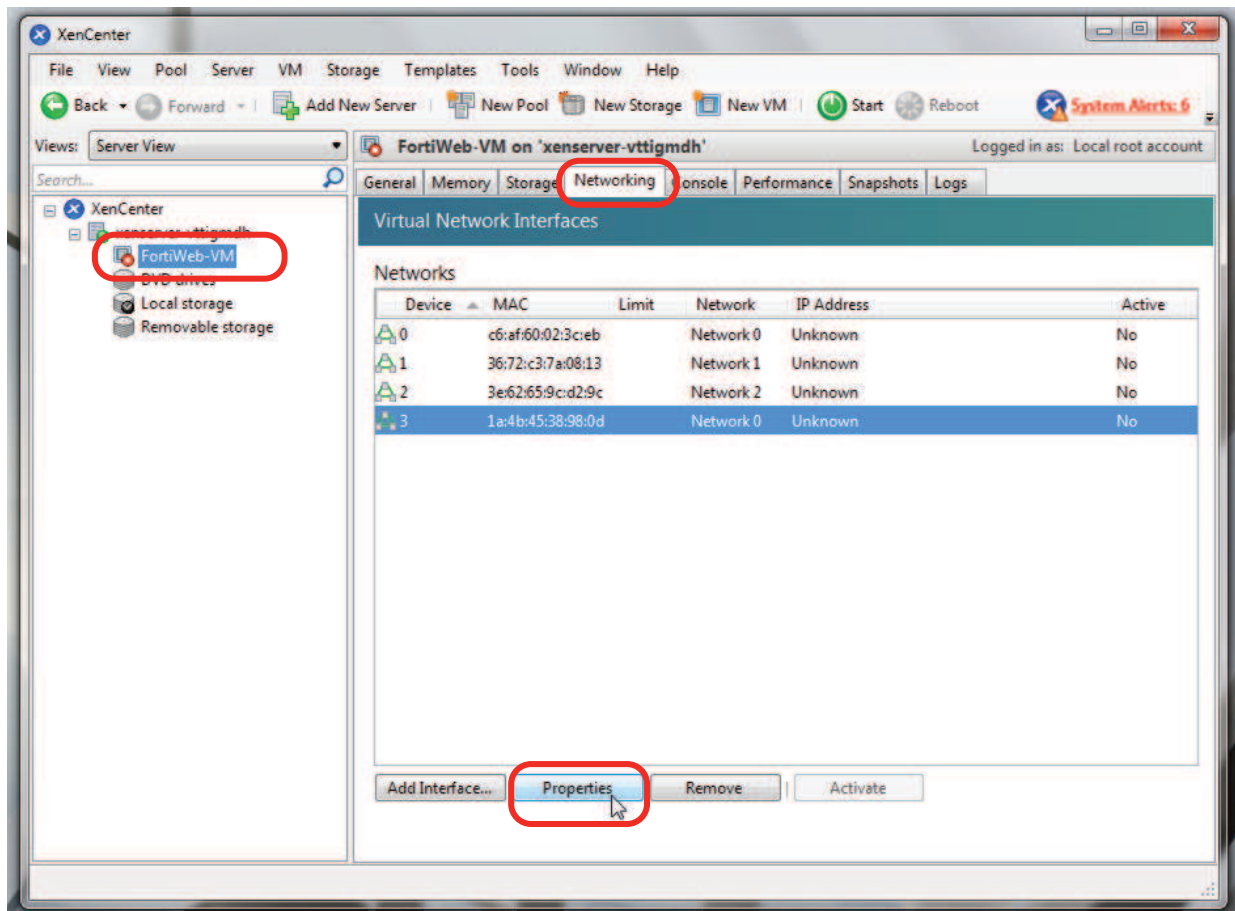 XenCenter
File View Pool Server VM Storage Templates Tools Window Help
Back Forward Add New Server New Pool New Storage New VM Start Reboot System Alerts: 6
Views: Server View
FortiWeb-VM on 'xenserver-vttigmdh' Logged in as: Local root account
Search...
General Memory Storage Networking Console Performance Snapshots Logs
XenCenter
xenserver-vttigmdh
FortiWeb-VM
DVD drives
Local storage
Removable storage
Virtual Network Interfaces
Networks
Device MAC Limit Network IP Address Active
0 c6:af:60:02:3c:eb Network 0 Unknown No
1 36:72:c3:7a:08:13 Network 1 Unknown No
2 3e:62:65:9c:d2:9c Network 2 Unknown No
3 1a:4b:45:38:98:0d Network 0 Unknown No
Add Interface... Properties Remove Activate